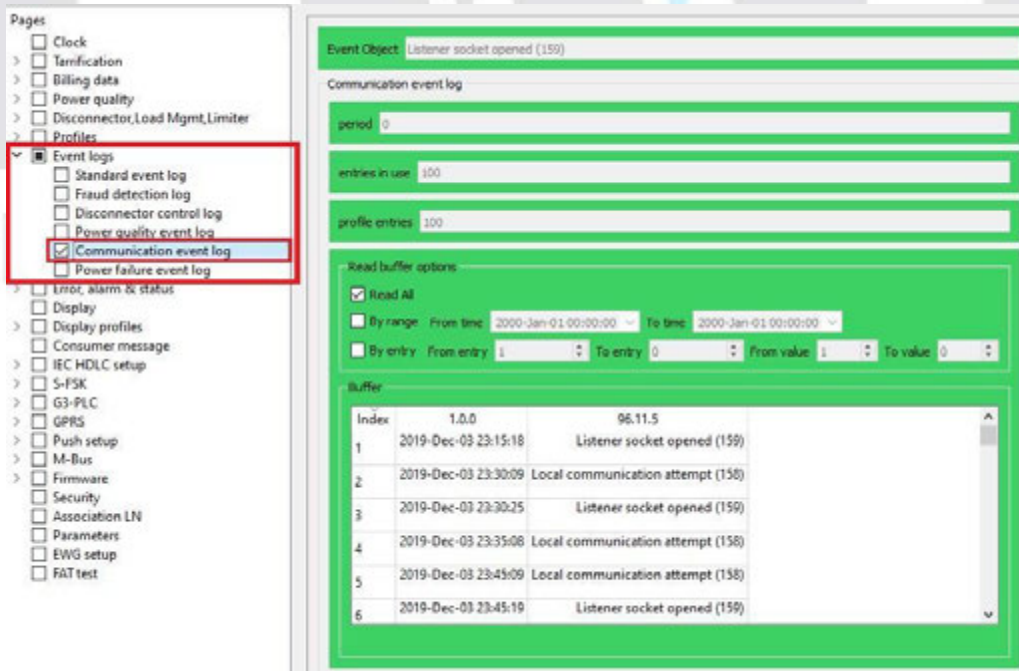 Pages
Clock
Tarrification
Billing data
Power quality
Disconnector,Load Mgmt,Limiter
Profiles
Event logs
Standard event log
Fraud detection log
Disconnector control log
Power quality event log
Communication event log
Power failure event log
Error, alarm & status
Display
Display profiles
Consumer message
IEC HDLC setup
S-FSK
G3-PLC
GPRS
Push setup
M-Bus
Firmware
Security
Association LN
Parameters
EWG setup
FAT test
Event Object Listener socket opened (159)
Communication event log
period 0
entries in use 100
profile entries 100
Read buffer options
Read All
By range From time 2000-Jan-01 00:00:00 To time 2000-Jan-01 00:00:00
By entry From entry 1 To entry 0 From value 1 To value 0
Buffer
Index 1.0.0 96.11.5
1 2019-Dec-03 23:15:18 Listener socket opened (159)
2 2019-Dec-03 23:30:09 Local communication attempt (158)
3 2019-Dec-03 23:30:25 Listener socket opened (159)
4 2019-Dec-03 23:35:08 Local communication attempt (158)
5 2019-Dec-03 23:45:09 Local communication attempt (158)
6 2019-Dec-03 23:45:19 Listener socket opened (159)